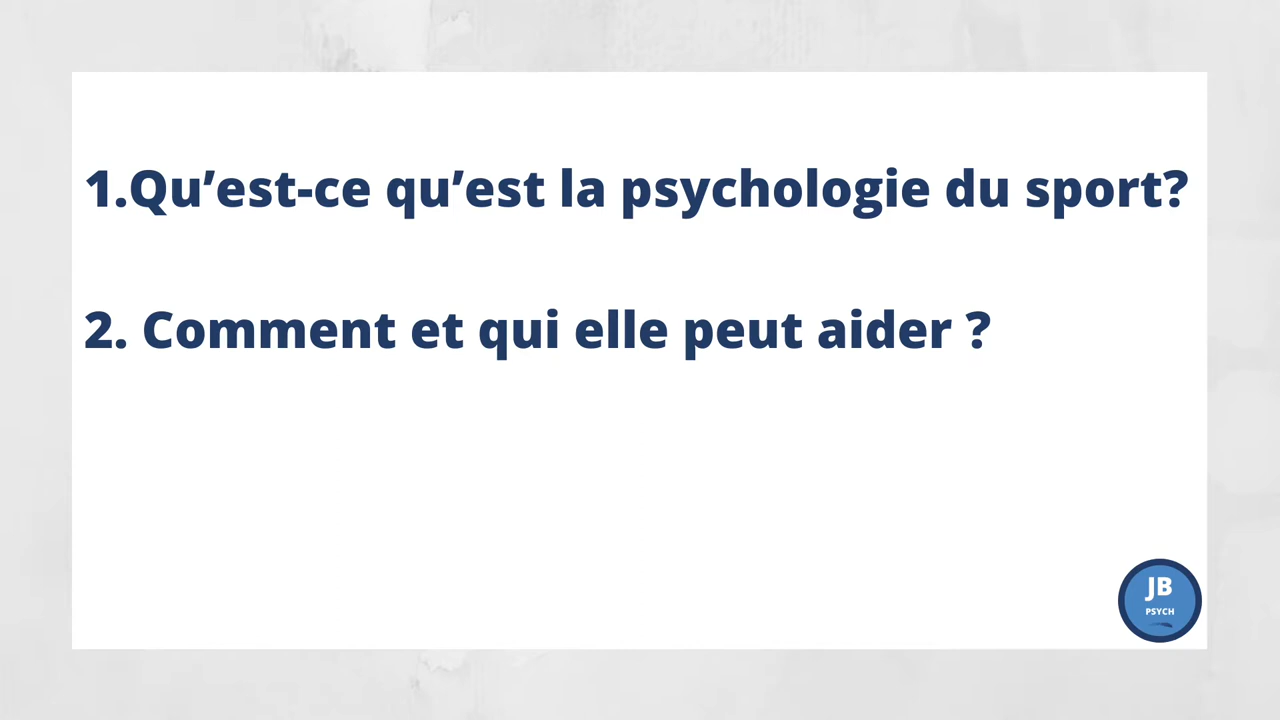 1.Qu’est-ce qu’est la psychologie du sport?
2. Comment et qui elle peut aider ?
JB
PSYCH